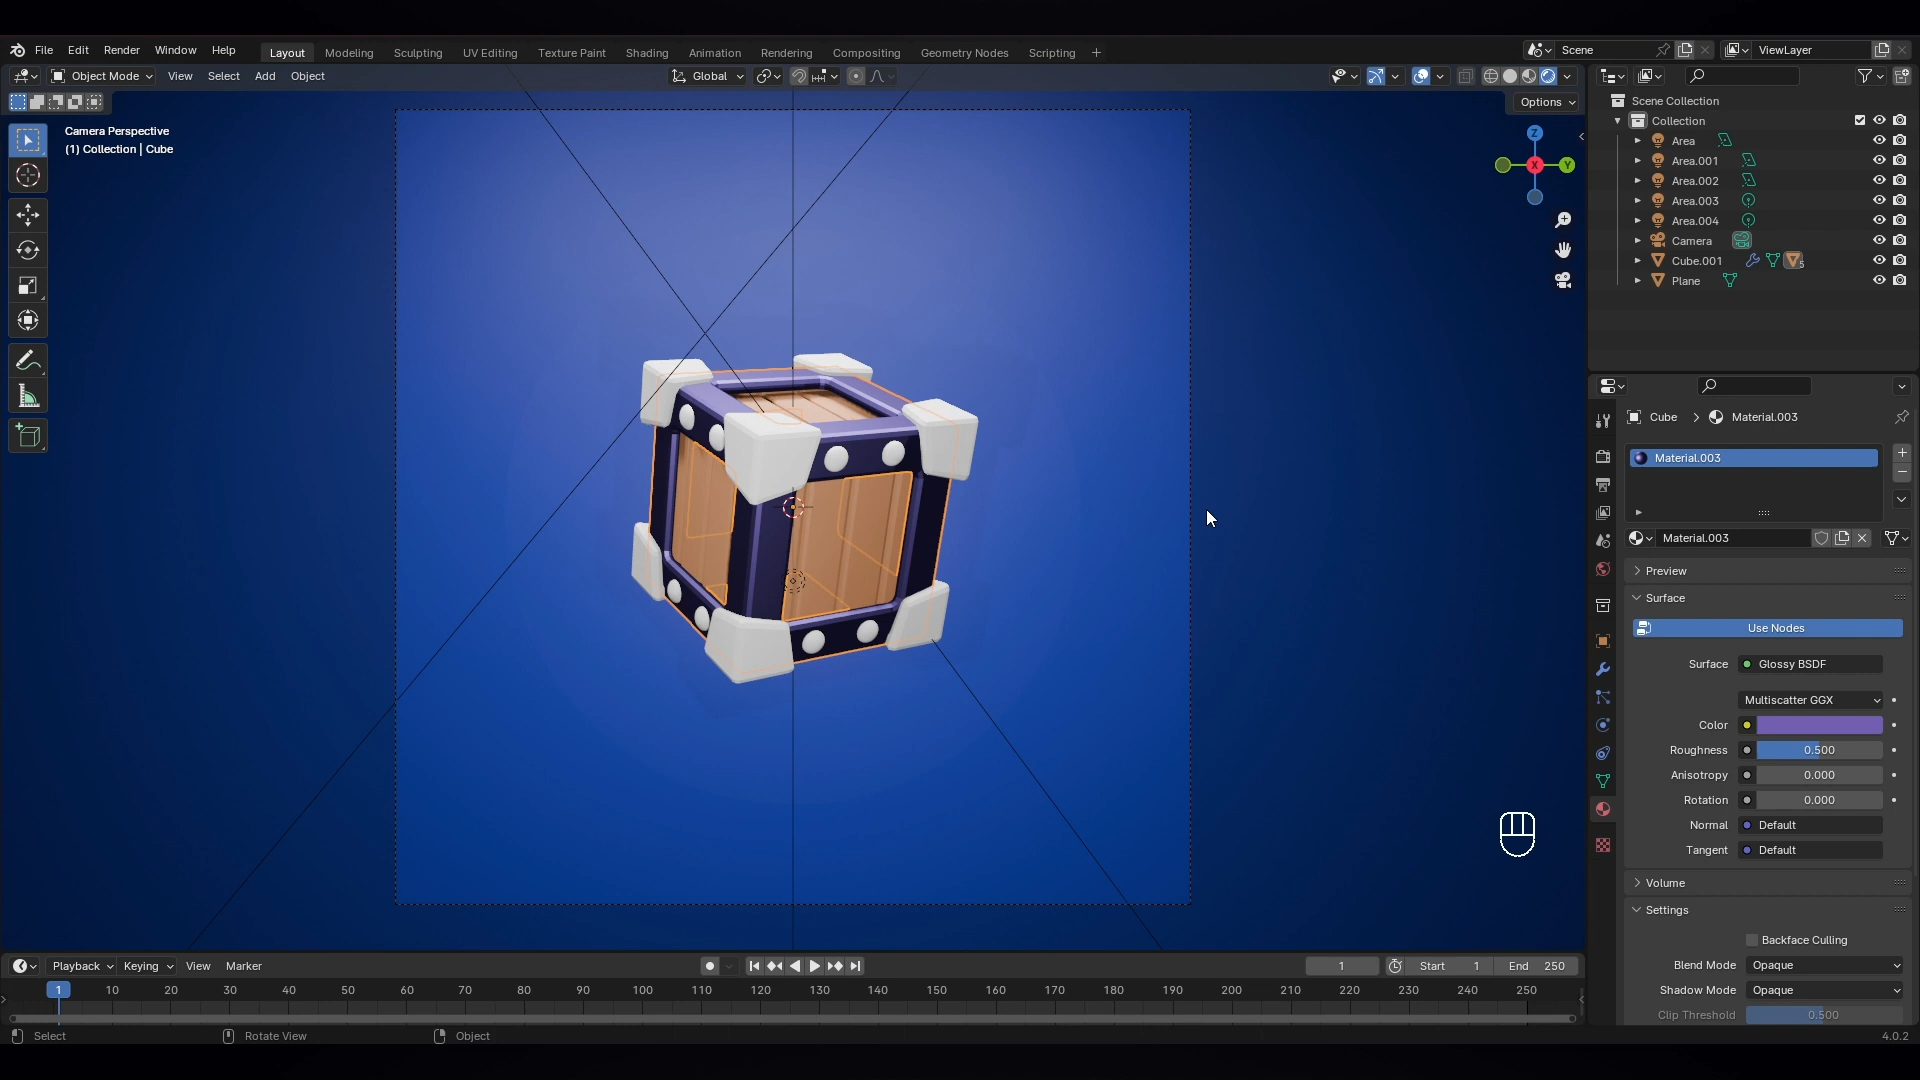 File Edit Render Window Help Layout Modeling Sculpting UV Editing Texture Paint Shading Animation Rendering Compositing Geometry Nodes Scripting + Scene ViewLayer
Object Mode View Select Add Object Global
Options
Camera Perspective
(1) Collection | Cube
Z
X
Y
Scene Collection
Collection
Area
Area.001
Area.002
Area.003
Area.004
Camera
Cube.001 5
Plane
Cube > Material.003
Material.003
Material.003
Preview
Surface
Use Nodes
Surface Glossy BSDF
Multiscatter GGX
Color
Roughness 0.500
Anisotropy 0.000
Rotation 0.000
Normal Default
Tangent Default
Volume
Settings
Backface Culling
Blend Mode Opaque
Shadow Mode Opaque
Clip Threshold 0.500
Playback Keying View Marker 1 Start 1 End 250
1 10 20 30 40 50 60 70 80 90 100 110 120 130 140 150 160 170 180 190 200 210 220 230 240 250
Select Rotate View Object 4.0.2